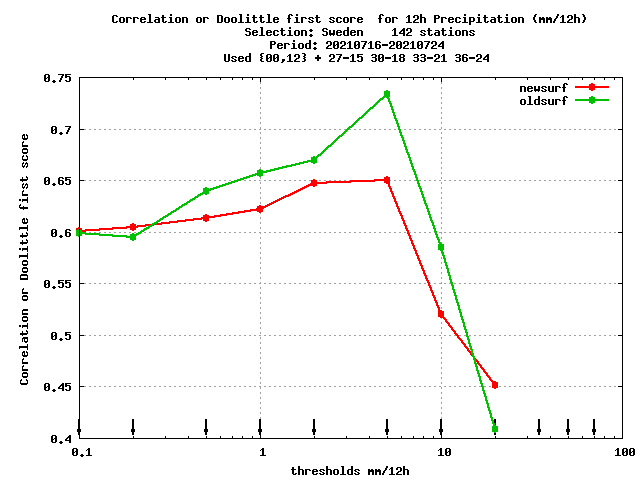 Correlation or Doolittle first score  for 12h Precipitation (mm/12h)
Selection: Sweden    142 stations
Period: 20210716-20210724
Used {00,12} + 27-15 30-18 33-21 36-24
newsurf
oldsurf
Correlation or Doolittle first score
0.75
0.7
0.65
0.6
0.55
0.5
0.45
0.4
0.1 1 10 100
thresholds mm/12h